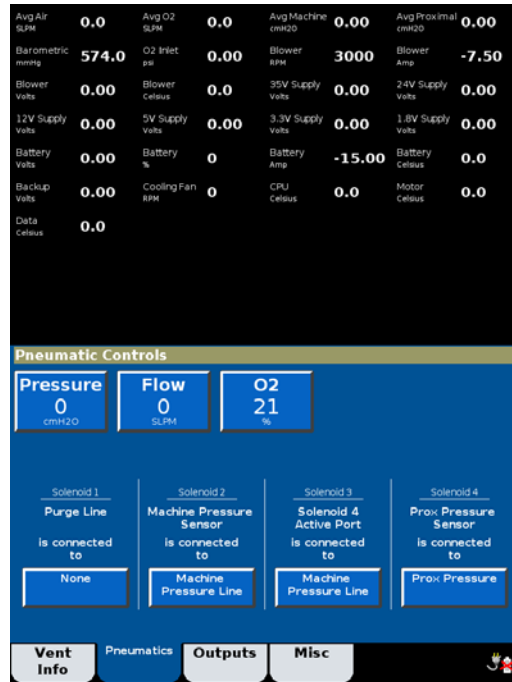 Avg Air 0.0 Avg O2 0.0 Avg Machine 0.00 Avg Proximal 0.00
SLPM SLPM cmH2O cmH2O
Barometric 574.0 O2 Inlet 0.00 Blower 3000 Blower -7.50
mmHg psi RPM Amp
Blower 0.00 Blower 0.0 35V Supply 0.00 24V Supply 0.00
Volts Celsius Volts Volts
12V Supply 0.00 5V Supply 0.00 3.3V Supply 0.00 1.8V Supply 0.00
Volts Volts Volts Volts
Battery 0.00 Battery 0 Battery -15.00 Battery 0.0
Volts % Amp Celsius
Backup 0.00 Cooling Fan 0 CPU 0.0 Motor 0.0
Volts RPM Celsius Celsius
Data 0.0
Celsius
Pneumatic Controls
Pressure Flow O2
0 0 21
cmH2O SLPM %
Solenoid 1 Solenoid 2 Solenoid 3 Solenoid 4
Purge Line Machine Pressure Solenoid 4 Prox Pressure
Sensor Active Port Sensor
is connected is connected is connected is connected
to to to to
None Machine Machine Prox Pressure
Pressure Line Pressure Line
Vent Pneumatics Outputs Misc
Info